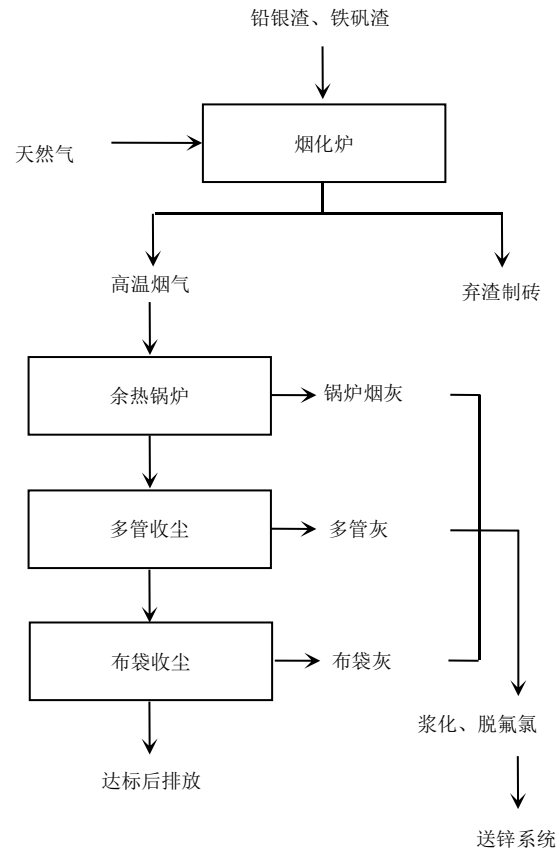 铅银渣、铁矾渣
天然气
烟化炉
高温烟气
弃渣制砖
余热锅炉
锅炉烟灰
多管收尘
多管灰
布袋收尘
布袋灰
浆化、脱氟氯
达标后排放
送锌系统